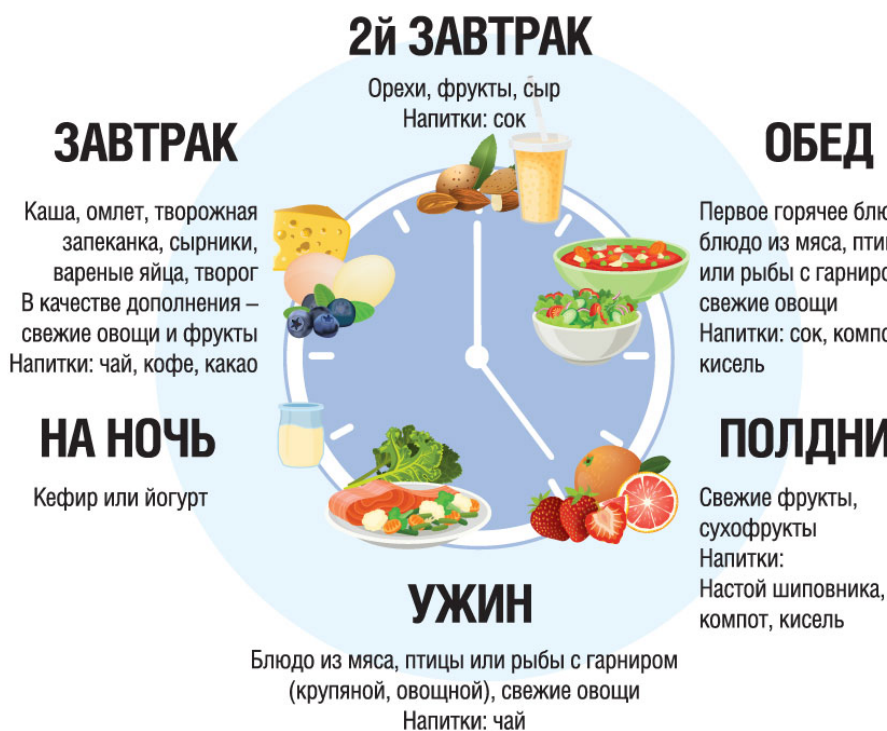 2й ЗАВТРАК
Орехи, фрукты, сыр
Напитки: сок
ЗАВТРАК
Каша, омлет, творожная
запеканка, сырники,
вареные яйца, творог
В качестве дополнения –
свежие овощи и фрукты
Напитки: чай, кофе, какао
ОБЕД
Первое горячее
блюдо из мяса,
или рыбы с
свежие овощи
Напитки: сок,
кисель
НА НОЧЬ
Кефир или йогурт
Свежие фрукты,
сухофрукты
Напитки:
Настой шиповника,
компот, кисель
УЖИН
Блюдо из мяса, птицы или рыбы с гарниром
(крупяной, овощной), свежие овощи
Напитки: чай